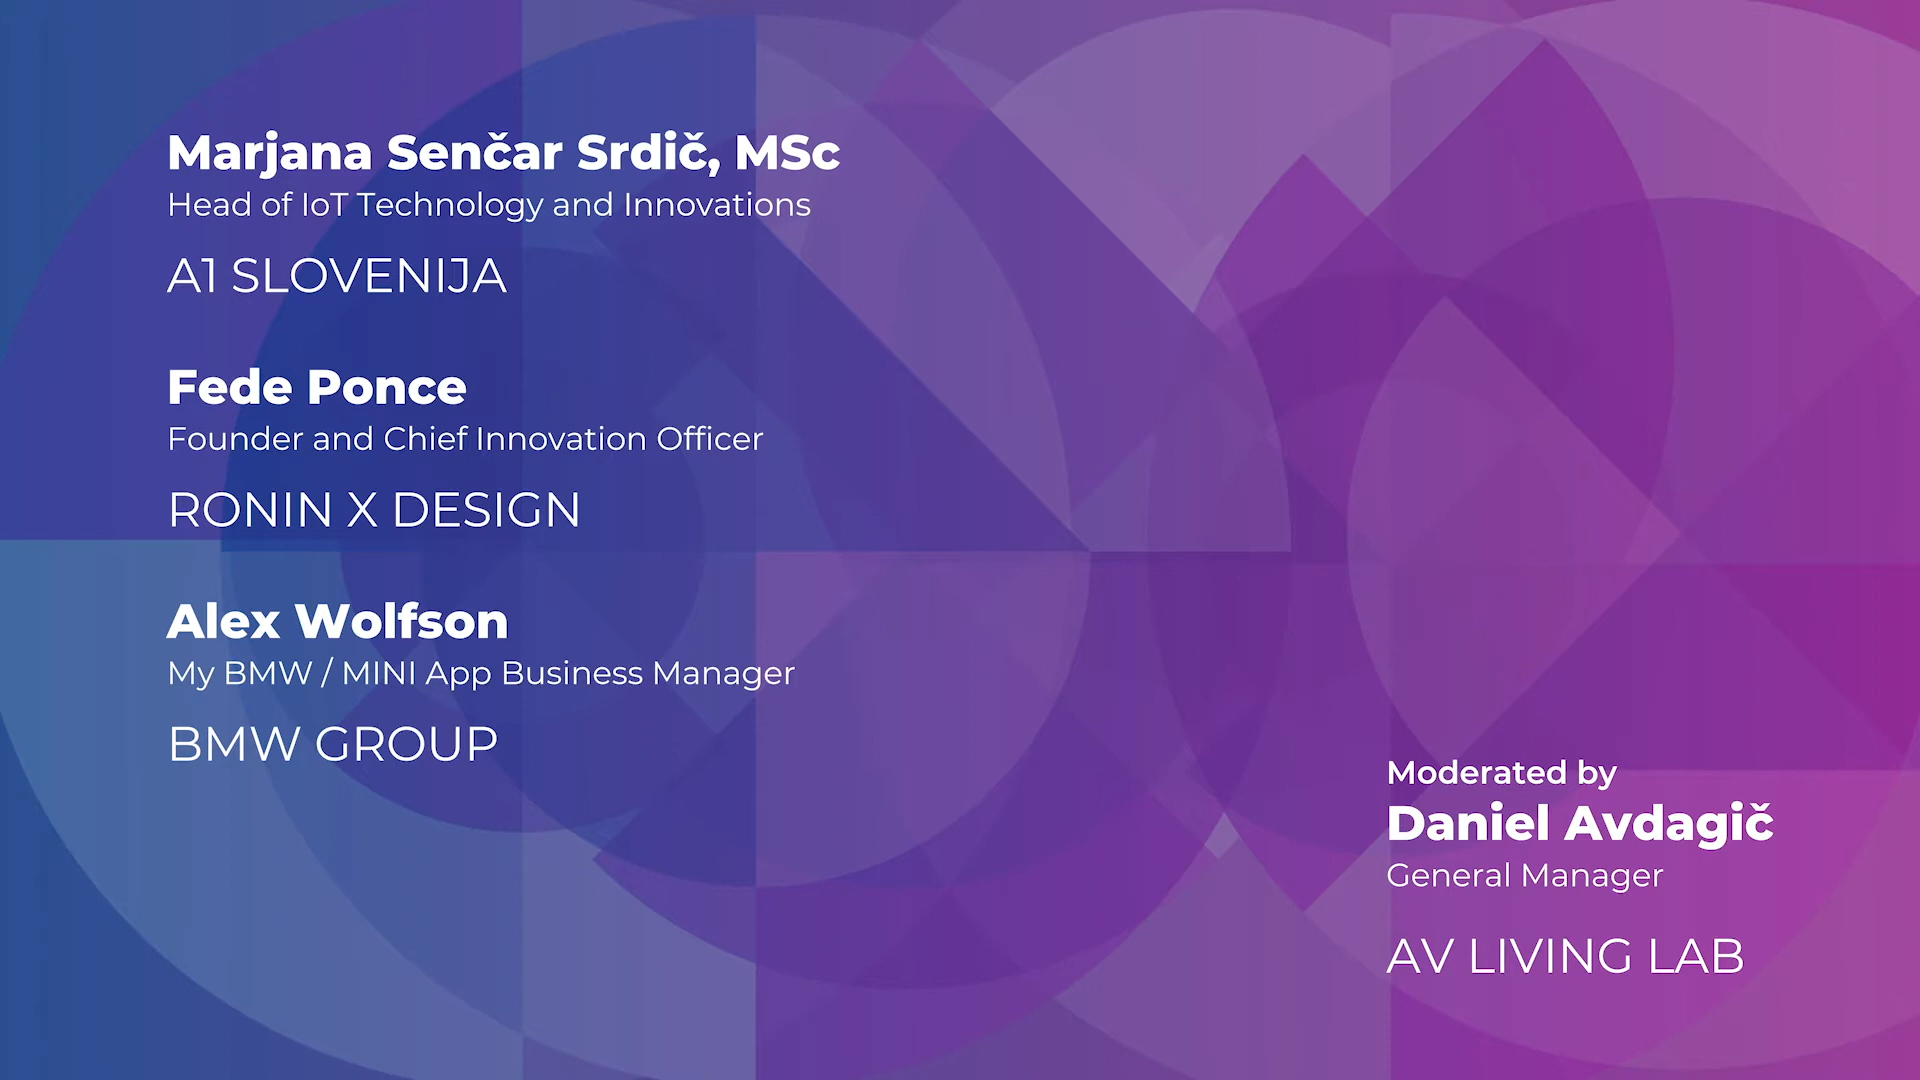 Marjana Senčar Srdič, MSc
Head of IoT Technology and Innovations
A1 SLOVENIJA
Fede Ponce
Founder and Chief Innovation Officer
RONIN X DESIGN
Alex Wolfson
My BMW / MINI App Business Manager
BMW GROUP
Moderated by
Daniel Avdagič
General Manager
AV LIVING LAB